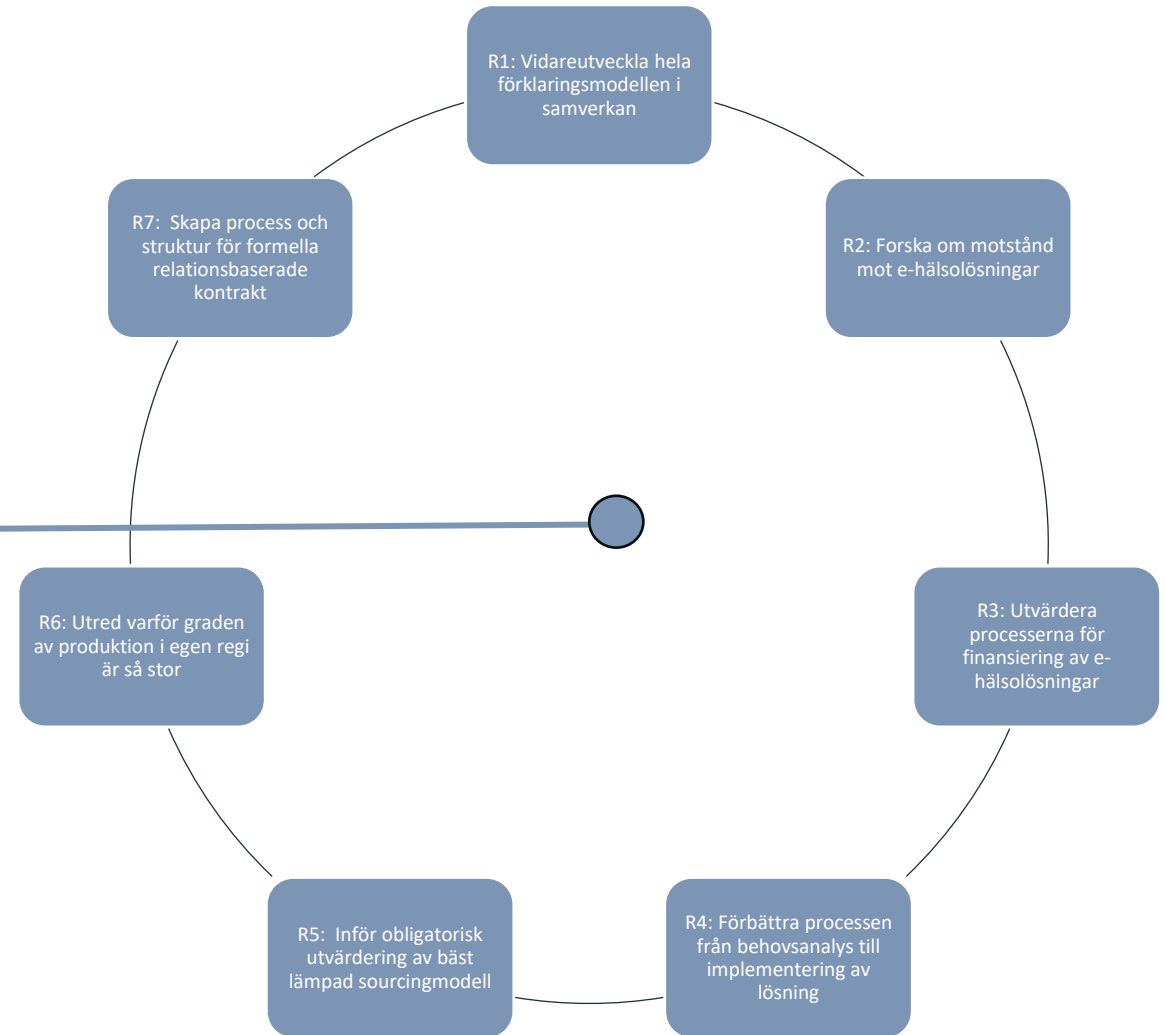 R1: Vidareutveckla hela
förklaringsmodellen i
samverkan
R2: Forska om motstånd
mot e-hälsolösningar
R3: Utvärdera
processerna för
finansiering av e-
hälsolösningar
R4: Förbättra processen
från behovsanalys till
implementering av
lösning
R5:  Inför obligatorisk
utvärdering av bäst
lämpad sourcingmodell
R6: Utred varför graden
av produktion i egen regi
är så stor
R7:  Skapa process och
struktur för formella
relationsbaserade
kontrakt